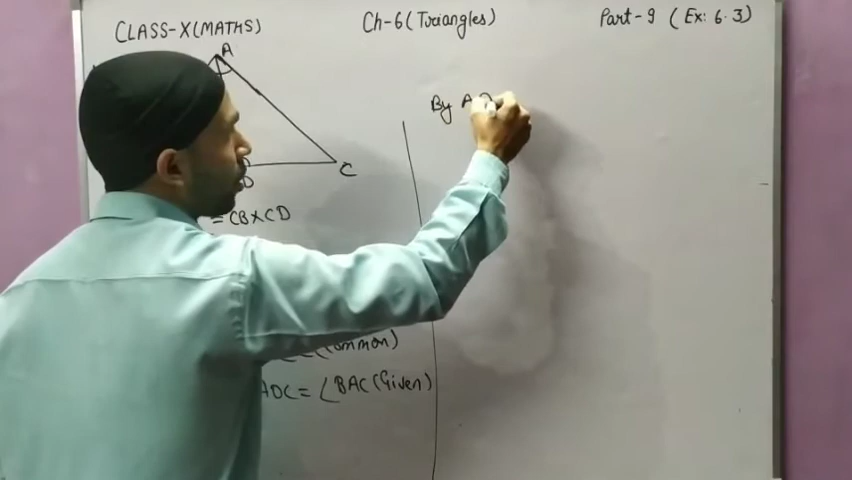 CLASS-X(MATHS)
Ch-6(Triangles)
Part-9 (Ex: 6.3)
A
C
D
= CB×CD
By A
(Common)
ADC = ∠BAC (Given)